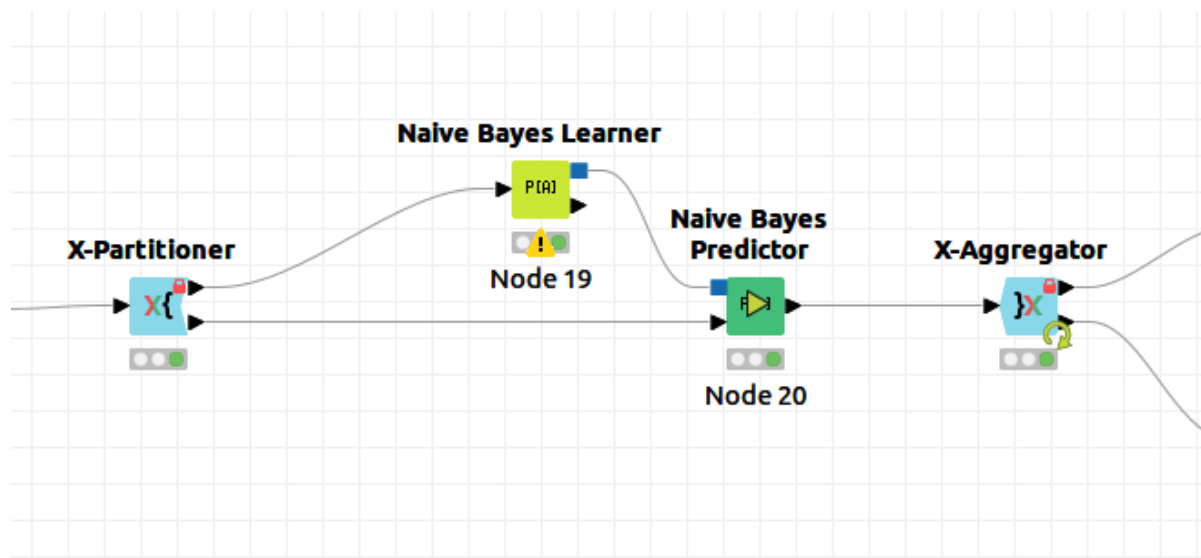 Naive Bayes Learner
P[A]
Node 19
X-Partitioner
X{
Naive Bayes
Predictor
Node 20
X-Aggregator
}X